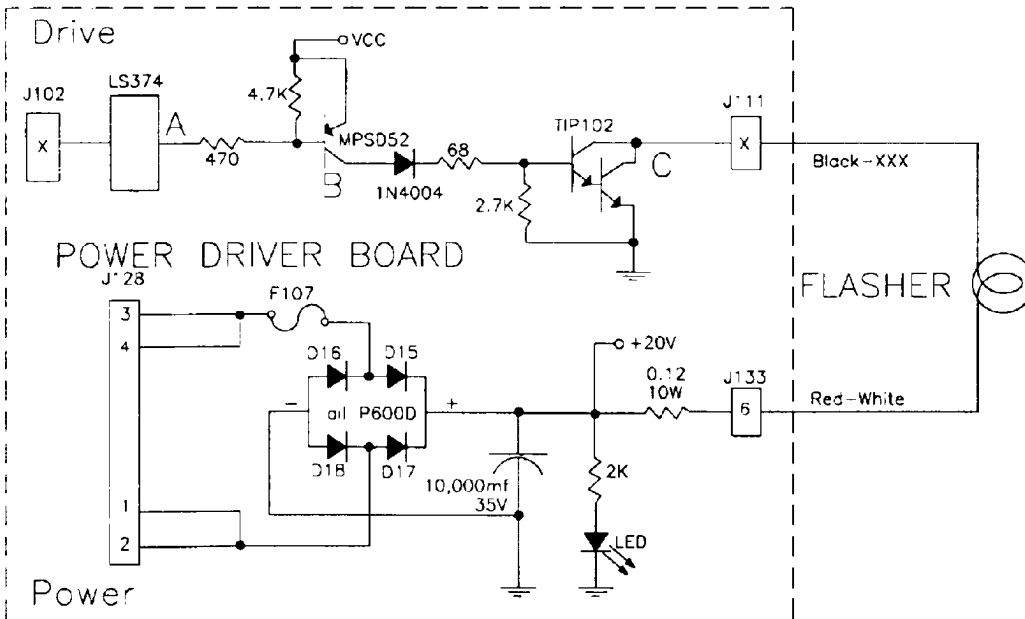 Drive
VCC
LS374
J102
4.7K
A
X
470
MPSD52
B
1N4004
68
2.7K
TIP102
C
J111
X
Black-XXX
POWER DRIVER BOARD
J128
F107
FLASHER
3
4
D16
D15
+20V
0.12
10W
J133
-
+
6
Red-White
all P600D
D18
D17
10,000mf
35V
2K
1
2
LED
Power